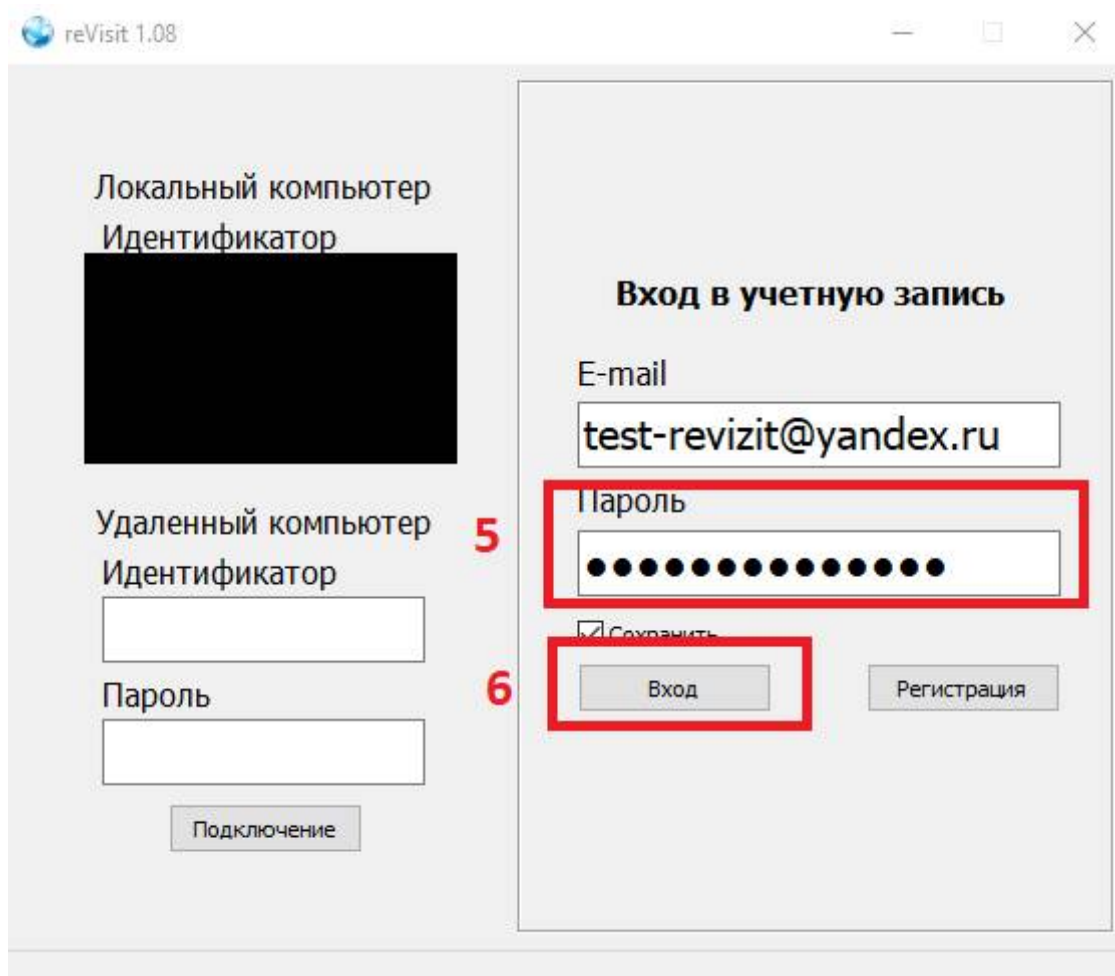 reVisit 1.08
Локальный компьютер
Идентификатор
Удаленный компьютер
Идентификатор
Пароль
Подключение
Вход в учетную запись
E-mail
test-revizit@yandex.ru
5
Пароль
●●●●●●●●●●●●●●
Сохранить
6
Вход
Регистрация